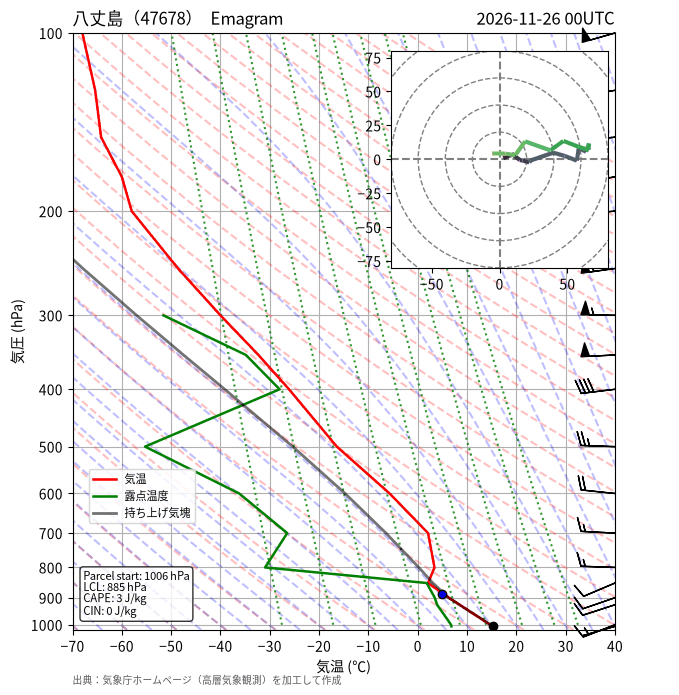 八丈島（47678） Emagram
2026-11-26 00UTC
100
200
300
400
500
600
700
800
900
1000
気圧 (hPa)
75
50
25
0
−25
−50
−75
−50
0
50
気温
露点温度
持ち上げ気塊
Parcel start: 1006 hPa
LCL: 885 hPa
CAPE: 3 J/kg
CIN: 0 J/kg
−70
−60
−50
−40
−30
−20
−10
0
10
20
30
40
気温 (°C)
出典：気象庁ホームページ（高層気象観測）を加工して作成